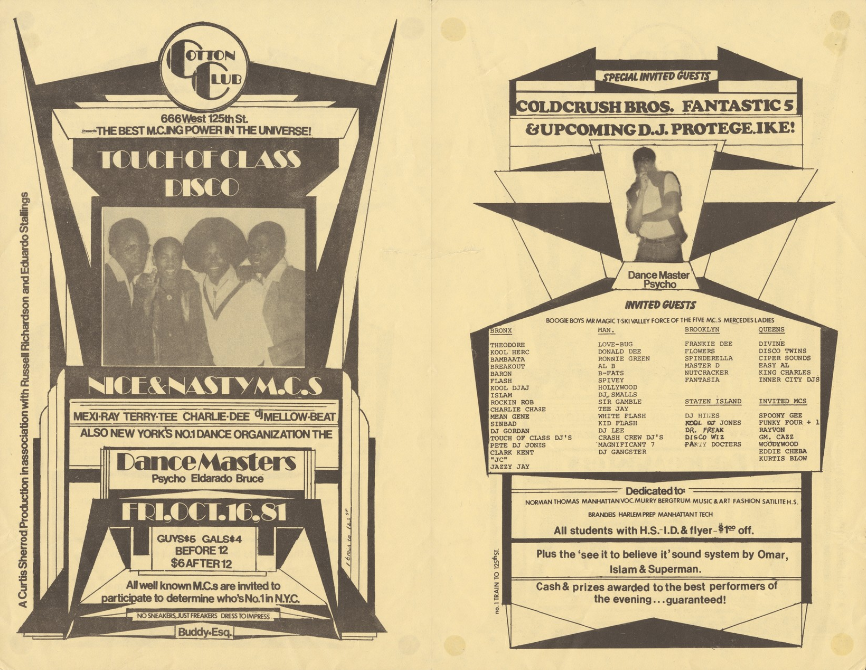 COTTON
CLUB
666 West 125th St.
Presents THE BEST M.C.ING POWER IN THE UNIVERSE!
TOUCH OF CLASS
DISCO
NICE & NASTY M.C.S
MEXI-RAY TERRY-TEE CHARLIE-DEE dj MELLOW-BEAT
ALSO NEW YORK'S NO.1 DANCE ORGANIZATION THE
Dance Masters
Psycho Eldarado Bruce
FRI. OCT. 16. 81
GUYS $5 GALS $4
BEFORE 12
$6 AFTER 12
All well known M.C.s are invited to
participate to determine who's No.1 in N.Y.C.
NO SNEAKERS, JUST FREAKERS DRESS TO IMPRESS
Buddy-Esq.
A Curtis Sherrod Production In association with Russell Richardson and Eduardo Stallings
SPECIAL INVITED GUESTS
COLDCRUSH BROS. FANTASTIC 5
& UPCOMING D.J. PROTEGE. IKE!
Dance Master
Psycho
INVITED GUESTS
BOOGIE BOYS MR MAGIC T-SKI VALLEY FORCE OF THE FIVE MC.S. MERCEDES LADIES
BRONX
THEODORE
KOOL HERC
BAMBAATA
BREAKOUT
BARON
FLASH
KOOL DJAJ
ISLAM
ROCKIN ROB
CHARLIE CHASE
MEAN GENE
SINBAD
DJ GORDAN
TOUCH OF CLASS DJ'S
PETE DJ JONES
CLARK KENT
"JC"
JAZZY JAY
MAN.
LOVE-BUG
DONALD DEE
RONNIE GREEN
AL B
B-FATS
SPIVEY
HOLLYWOOD
DJ, SMALLS
SIR GAMBLE
TEE JAY
WHITE FLASH
KID FLASH
DJ LEE
CRASH CREW DJ'S
MAGNIFICANT 7
DJ GANGSTER
BROOKLYN
FRANKIE DEE
FLOWERS
SPINDERELLA
MASTER D
NUTCRACKER
FANTASIA
STATEN ISLAND
DJ HILES
KOOL DJ JONES
DR. FREAK
DISCO WIZ
PARTY DOCTERS
QUEENS
DIVINE
DISCO TWINS
CIPER SOUNDS
EASY AL
KING CHARLES
INNER CITY DJS
INVITED MCS
SPOONY GEE
FUNKY FOUR + 1
RAYVON
GM. CAZZ
WOODYWOOD
EDDIE CHEBA
KURTIS BLOW
Dedicated to:
NORMAN THOMAS MANHATTAN VOC MURRY BERGTRUM MUSIC & ART FASHION SATILITE H.S.
BRANDEIS HARLEM PREP MANHATTANT TECH
All students with H.S.-I.D. & flyer-$1.00 off.
Plus the 'see it to believe it' sound system by Omar,
Islam & Superman.
Cash & prizes awarded to the best performers of
the evening...guaranteed!
no. 1 TRAIN TO 125th ST.